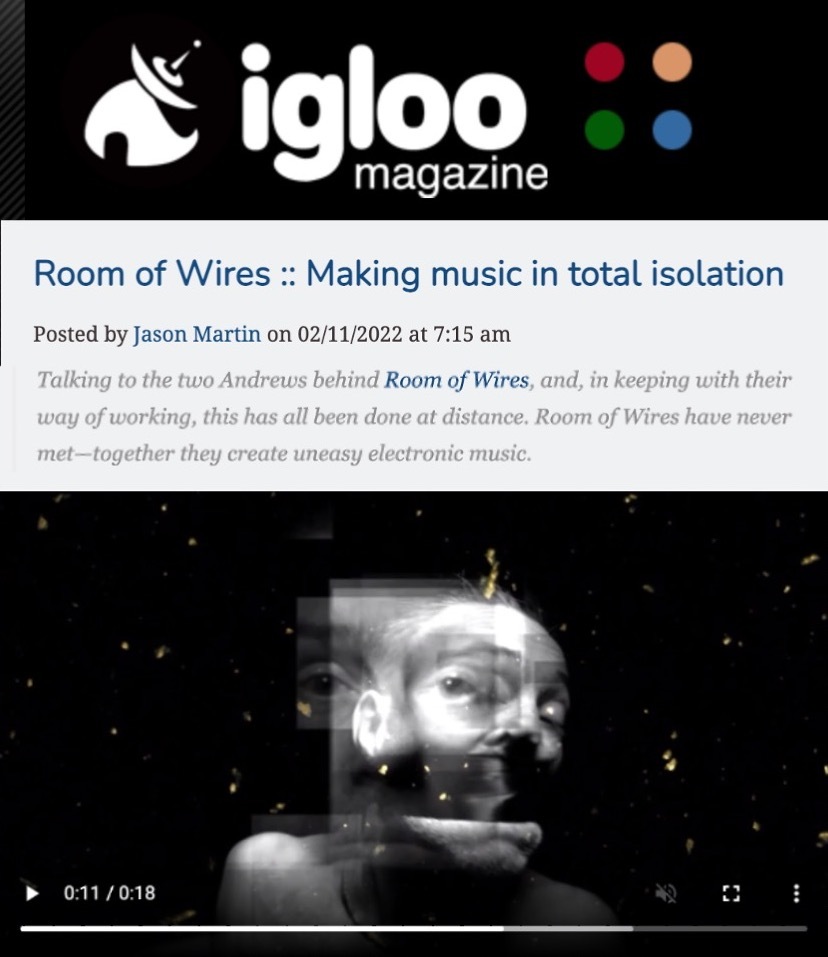 igloo
magazine
Room of Wires :: Making music in total isolation
Posted by Jason Martin on 02/11/2022 at 7:15 am
Talking to the two Andrews behind Room of Wires, and, in keeping with their
way of working, this has all been done at distance. Room of Wires have never
met—together they create uneasy electronic music.
0:11 / 0:18